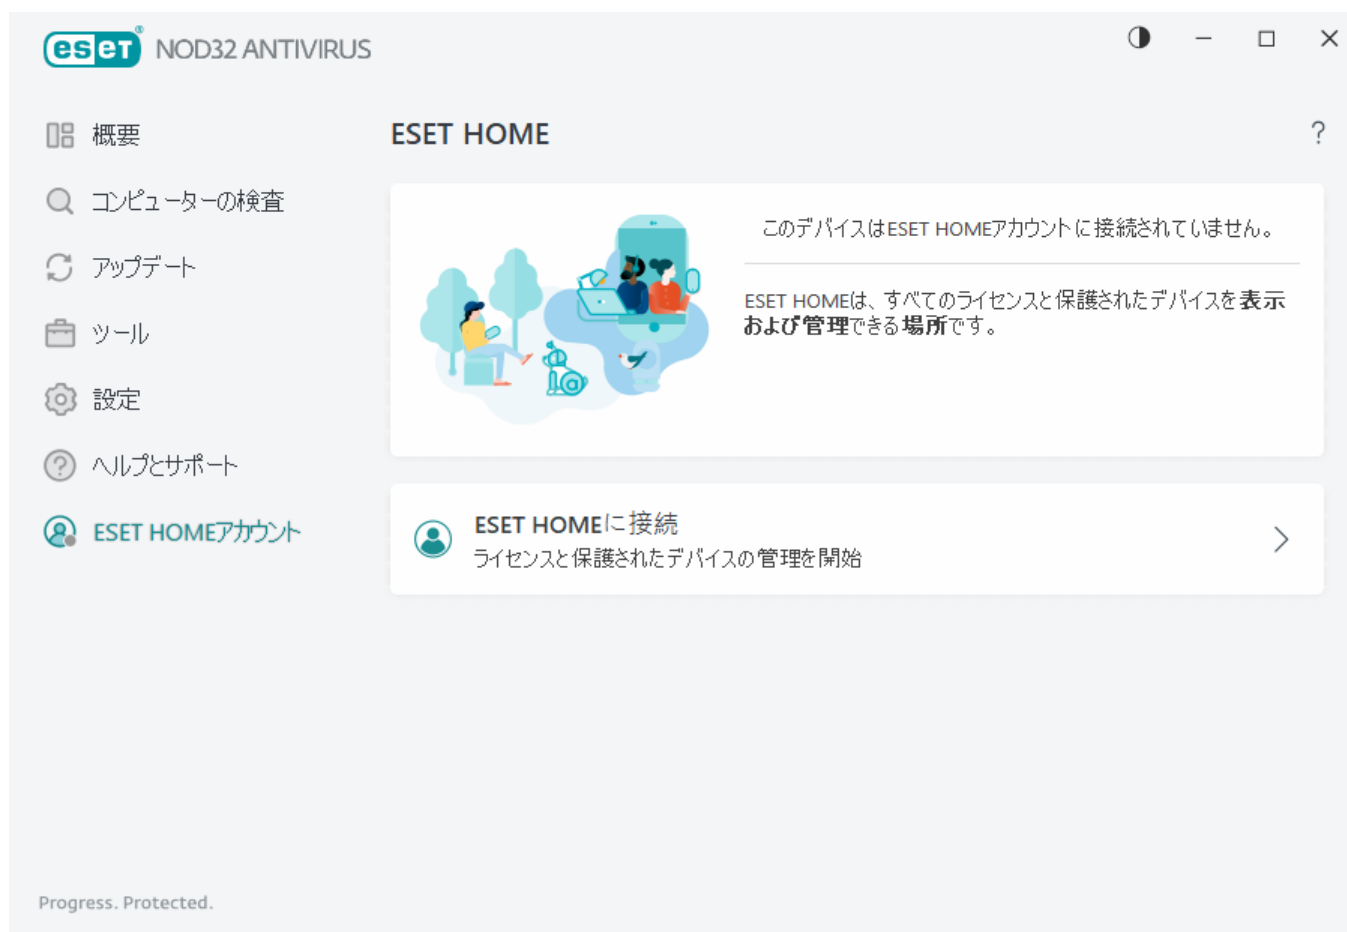 eset® NOD32 ANTIVIRUS
概要
コンピューターの検査
アップデート
ツール
設定
ヘルプとサポート
ESET HOMEアカウント
ESET HOME
?
このデバイスはESET HOMEアカウントに接続されていません。
ESET HOMEは、すべてのライセンスと保護されたデバイスを表示
および管理できる場所です。
ESET HOMEに接続
ライセンスと保護されたデバイスの管理を開始
Progress. Protected.